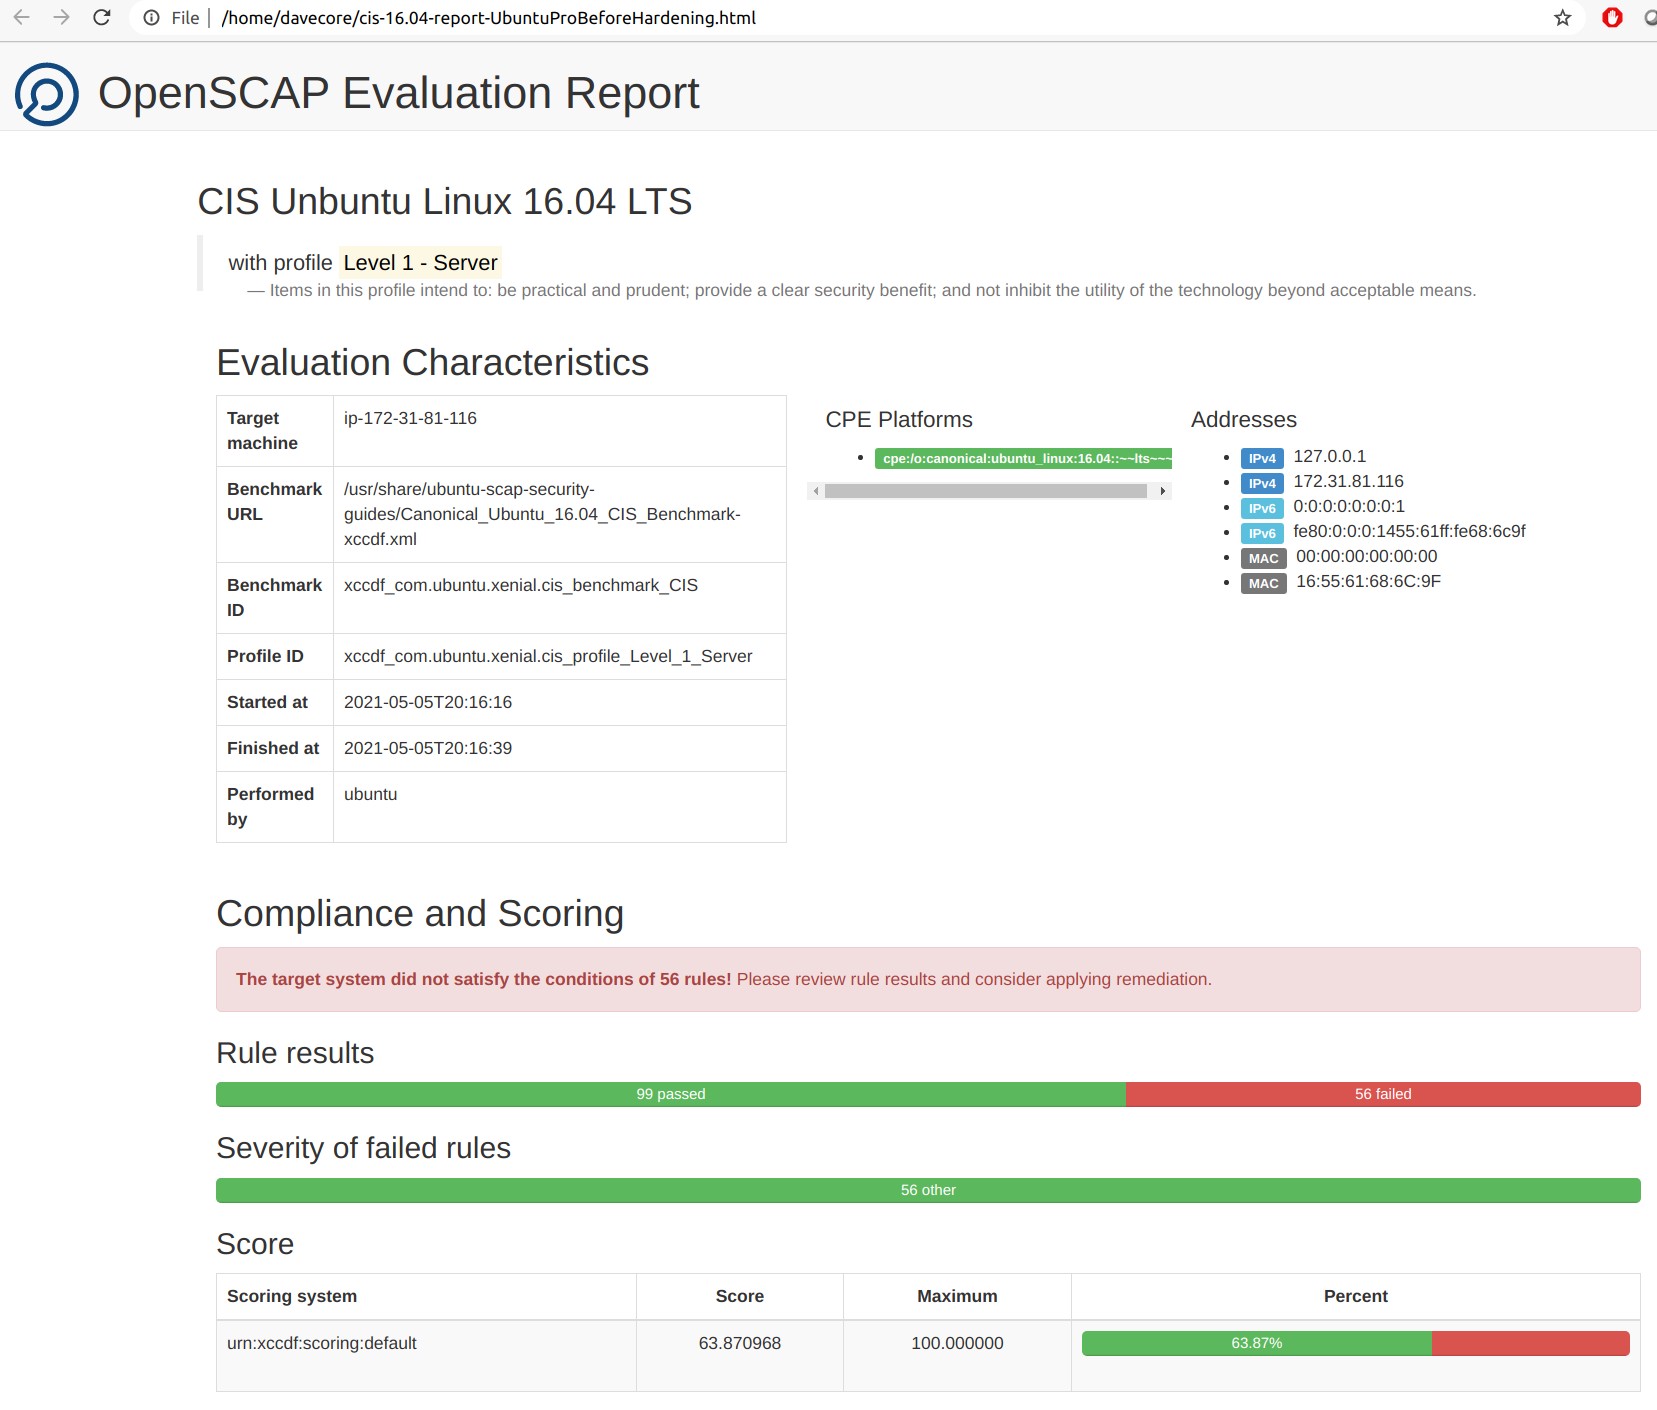 File | /home/davecore/cis-16.04-report-UbuntuProBeforeHardening.html
OpenSCAP Evaluation Report
CIS Unbuntu Linux 16.04 LTS
with profile Level 1 - Server
— Items in this profile intend to: be practical and prudent; provide a clear security benefit; and not inhibit the utility of the technology beyond acceptable means.
Evaluation Characteristics
Target machine
ip-172-31-81-116
Benchmark URL
/usr/share/ubuntu-scap-security-
guides/Canonical_Ubuntu_16.04_CIS_Benchmark-
xccdf.xml
Benchmark ID
xccdf_com.ubuntu.xenial.cis_benchmark_CIS
Profile ID
xccdf_com.ubuntu.xenial.cis_profile_Level_1_Server
Started at
2021-05-05T20:16:16
Finished at
2021-05-05T20:16:39
Performed by
ubuntu
CPE Platforms
cpe:/o:canonical:ubuntu_linux:16.04::~~lts~~~
Addresses
IPv4 127.0.0.1
IPv4 172.31.81.116
IPv6 0:0:0:0:0:0:0:1
IPv6 fe80:0:0:0:1455:61ff:fe68:6c9f
MAC 00:00:00:00:00:00
MAC 16:55:61:68:6C:9F
Compliance and Scoring
The target system did not satisfy the conditions of 56 rules! Please review rule results and consider applying remediation.
Rule results
99 passed
56 failed
Severity of failed rules
56 other
Score
Scoring system Score Maximum Percent
urn:xccdf:scoring:default 63.870968 100.000000 63.87%